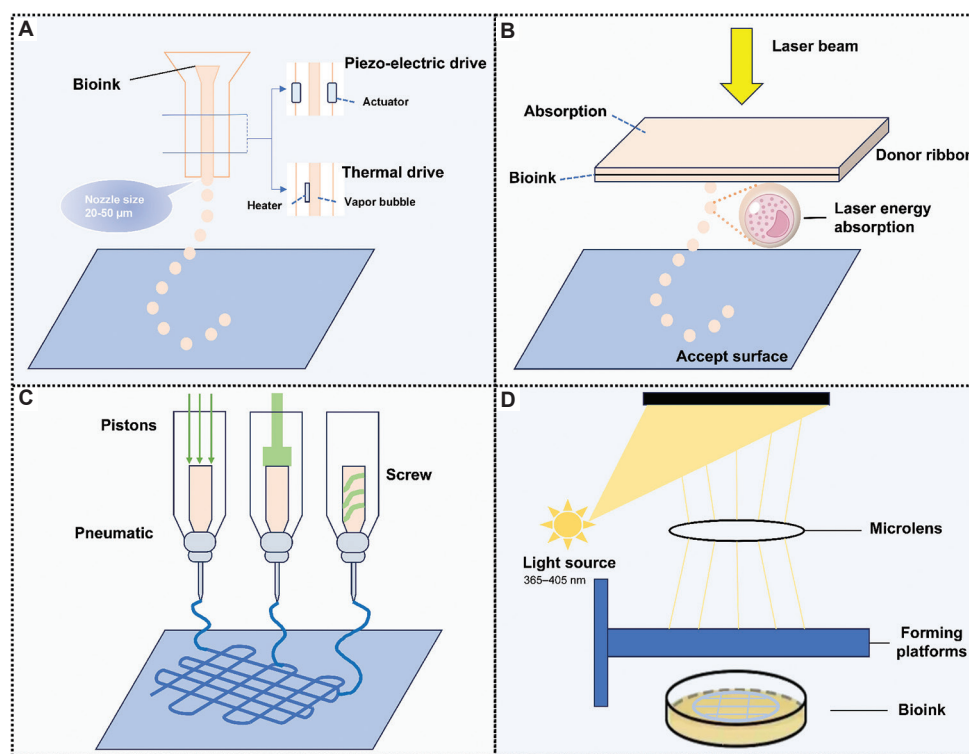 A
Bioink
Piezo-electric drive
Actuator
Thermal drive
Heater
Vapor bubble
Nozzle size
20-50 μm
B
Laser beam
Absorption
Donor ribbon
Bioink
Laser energy
absorption
Accept surface
C
Pistons
Screw
Pneumatic
D
Microlens
Light source
365–405 nm
Forming
platforms
Bioink